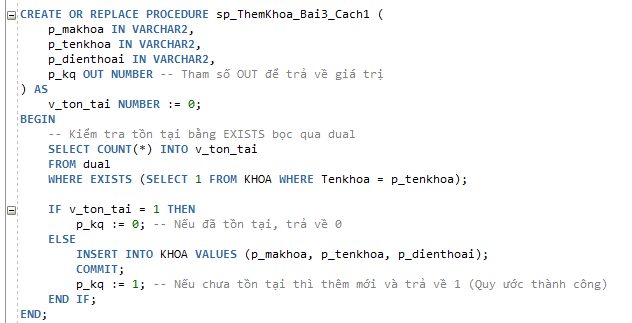 CREATE OR REPLACE PROCEDURE sp_ThemKhoa_Bai3_Cach1 (
    p_makhoa IN VARCHAR2,
    p_tenkhoa IN VARCHAR2,
    p_dienthoai IN VARCHAR2,
    p_kq OUT NUMBER -- Tham số OUT để trả về giá trị
) AS
    v_ton_tai NUMBER := 0;
BEGIN
    -- Kiểm tra tồn tại bằng EXISTS bọc qua dual
    SELECT COUNT(*) INTO v_ton_tai
    FROM dual
    WHERE EXISTS (SELECT 1 FROM KHOA WHERE Tenkhoa = p_tenkhoa);

    IF v_ton_tai = 1 THEN
        p_kq := 0; -- Nếu đã tồn tại, trả về 0
    ELSE
        INSERT INTO KHOA VALUES (p_makhoa, p_tenkhoa, p_dienthoai);
        COMMIT;
        p_kq := 1; -- Nếu chưa tồn tại thì thêm mới và trả về 1 (Quy ước thành công)
    END IF;
END;